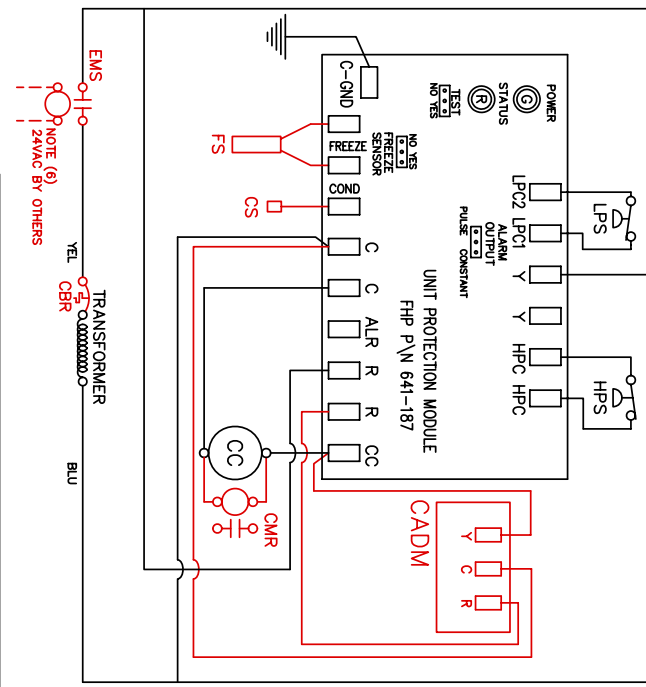 EMS
NOTE (6)
24VAC BY OTHERS
YEL
CBR
TRANSFORMER
BLU
C-GND
FREEZE
COND
C
C
ALR
R
R
CC
FS
CS
NO YES
FREEZE
SENSOR
TEST
NO YES
POWER
STATUS
G
R
LPC2
LPC1
Y
Y
HPC
HPC
LPS
HPS
ALARM
OUTPUT
PULSE CONSTANT
UNIT PROTECTION MODULE
FHP P\N 641-187
CC
CMR
CADM
Y
C
R